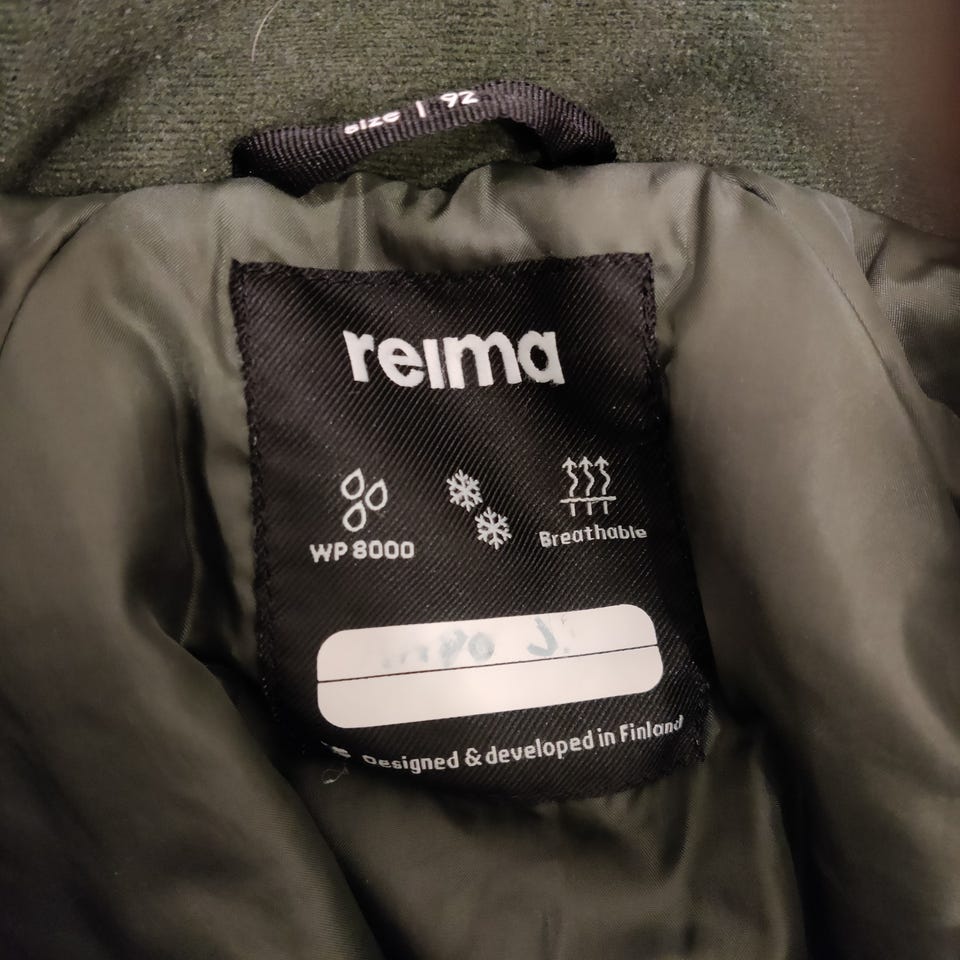 size | 92
reima
WP 8000
Breathable
J.
Designed & developed in Finland